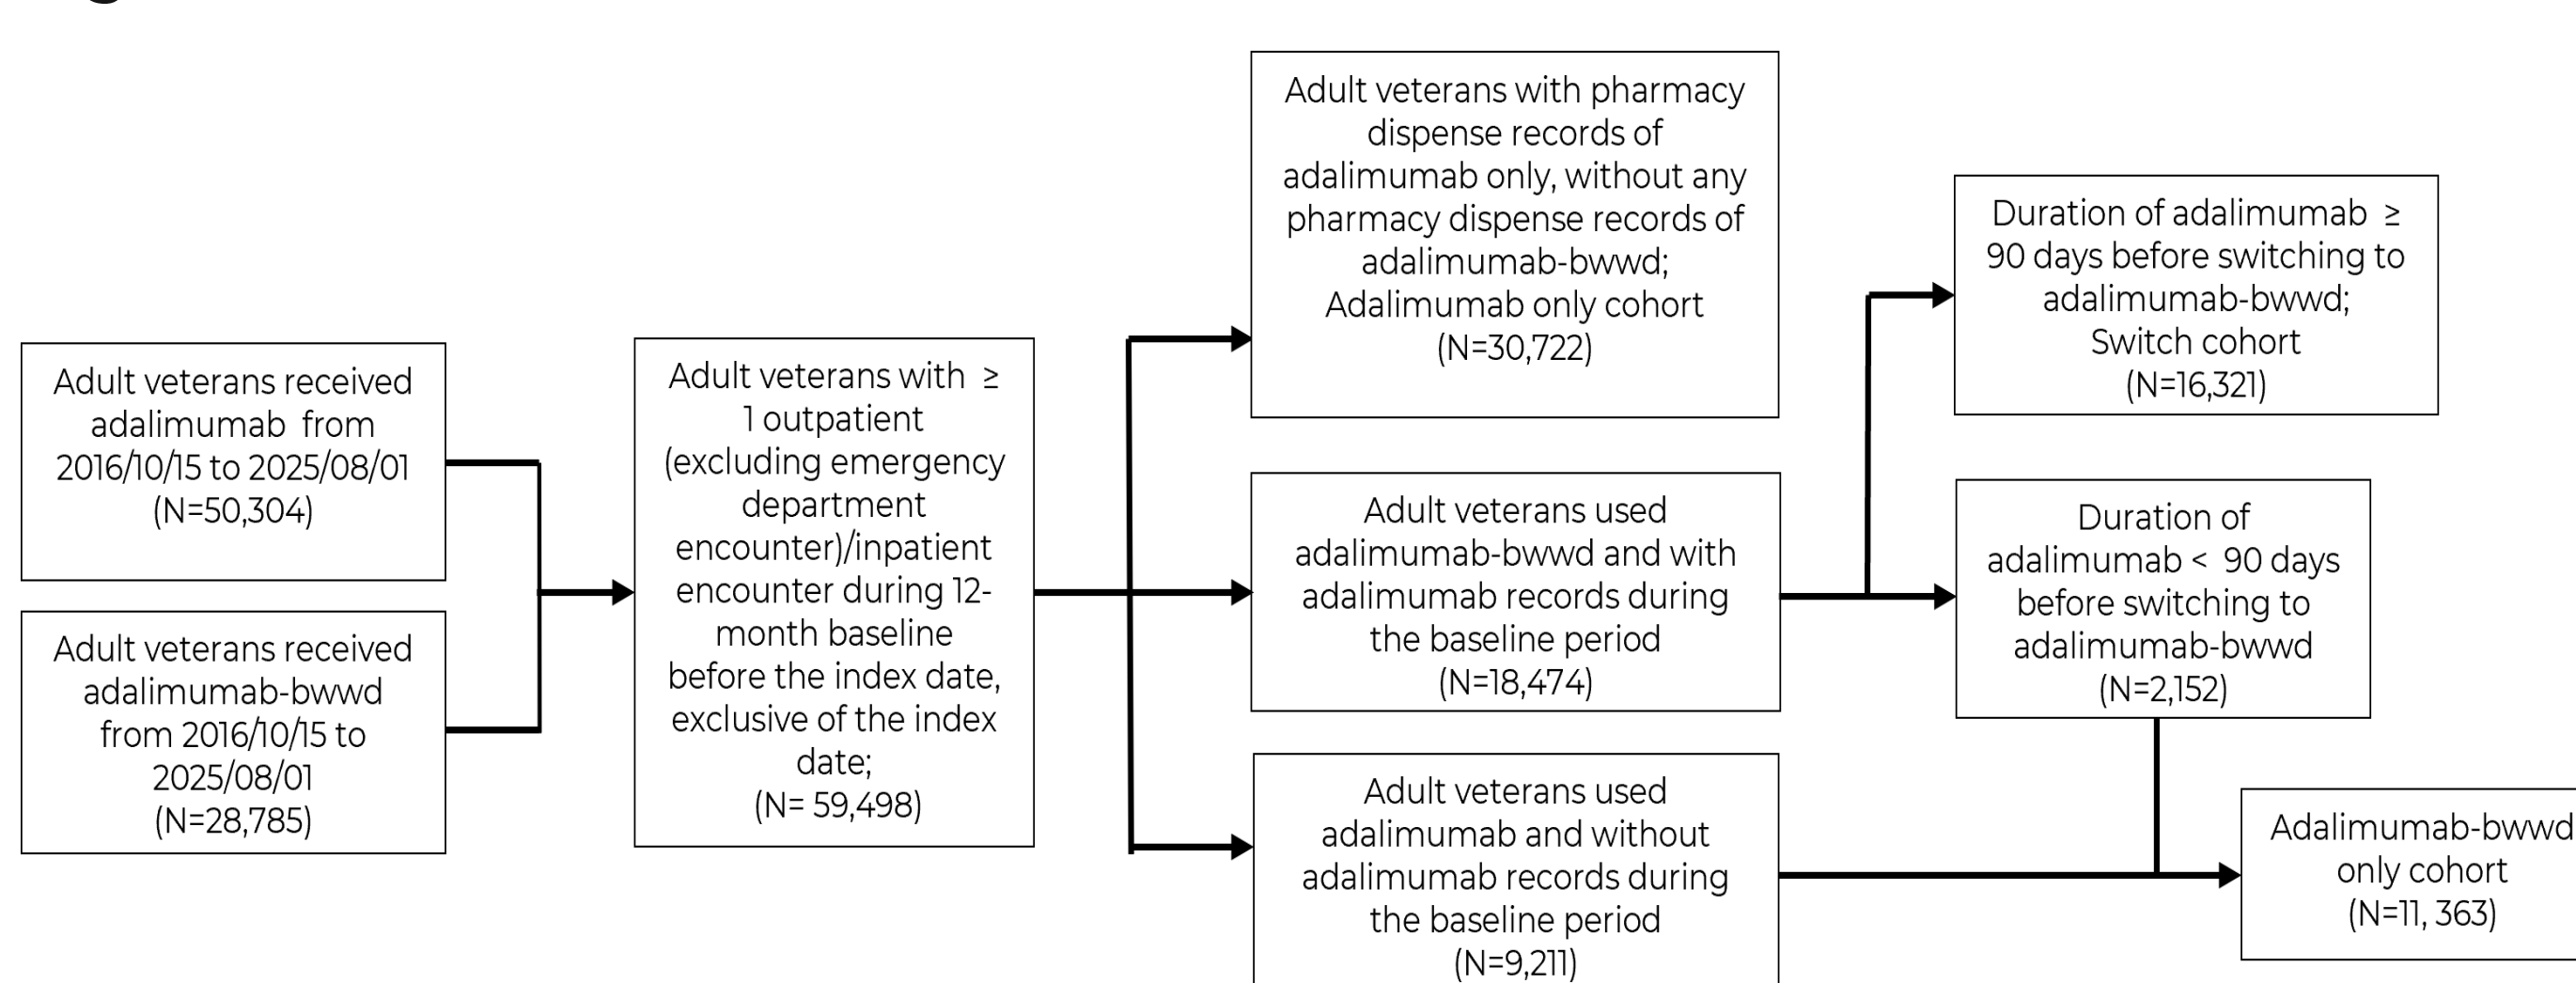 Adult veterans received
adalimumab from
2016/10/15 to 2025/08/01
(N=50,304)
Adult veterans received
adalimumab-bwwd
from 2016/10/15 to
2025/08/01
(N=28,785)
Adult veterans with ≥
1 outpatient
(excluding emergency
department
encounter)/inpatient
encounter during 12-
month baseline
before the index date,
exclusive of the index
date;
(N= 59,498)
Adult veterans with pharmacy
dispense records of
adalimumab only, without any
pharmacy dispense records of
adalimumab-bwwd;
Adalimumab only cohort
(N=30,722)
Adult veterans used
adalimumab-bwwd and with
adalimumab records during
the baseline period
(N=18,474)
Adult veterans used
adalimumab and without
adalimumab records during
the baseline period
(N=9,211)
Duration of adalimumab ≥
90 days before switching to
adalimumab-bwwd;
Switch cohort
(N=16,321)
Duration of
adalimumab < 90 days
before switching to
adalimumab-bwwd
(N=2,152)
Adalimumab-bwwd
only cohort
(N=11, 363)